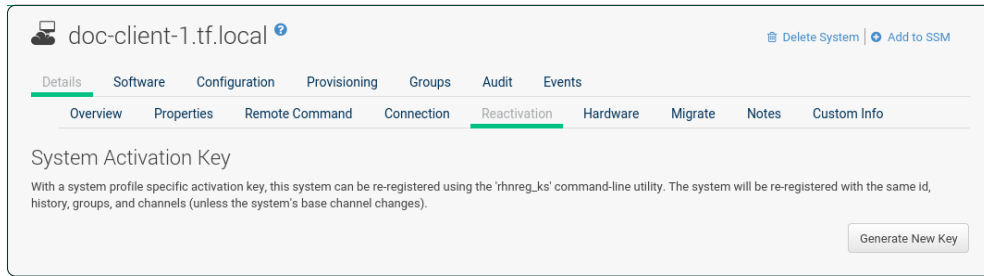 doc-client-1.tf.local ?
Delete System | Add to SSM
Details Software Configuration Provisioning Groups Audit Events
Overview Properties Remote Command Connection Reactivation Hardware Migrate Notes Custom Info
System Activation Key
With a system profile specific activation key, this system can be re-registered using the 'rhnreg_ks' command-line utility. The system will be re-registered with the same id,
history, groups, and channels (unless the system's base channel changes).
Generate New Key